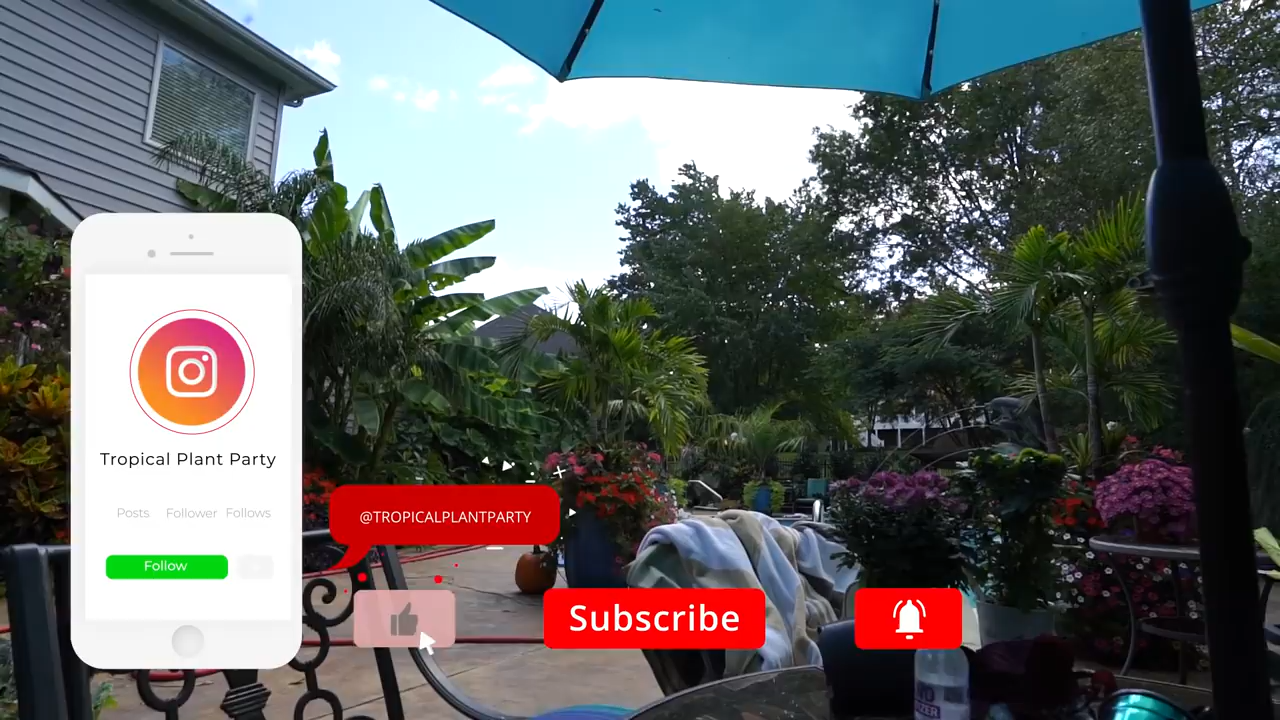 Tropical Plant Party
Posts Follower Follows
Follow
@TROPICALPLANTPARTY
Subscribe